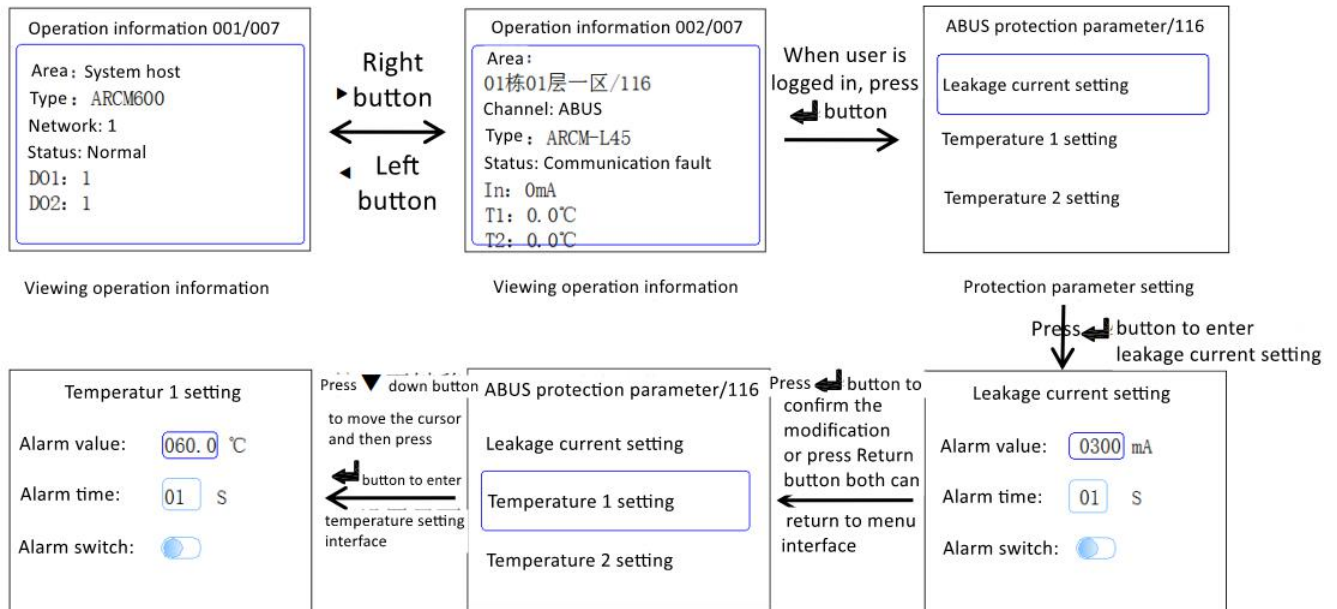 Operation information 001/007
Area: System host
Type: ARCM600
Network: 1
Status: Normal
DO1: 1
DO2: 1
Viewing operation information
Right
button
Left
button
Operation information 002/007
Area:
01栋01层一区/116
Channel: ABUS
Type: ARCM-L45
Status: Communication fault
In: 0mA
T1: 0.0℃
T2: 0.0℃
Viewing operation information
When user is
logged in, press
button
ABUS protection parameter/116
Leakage current setting
Temperature 1 setting
Temperature 2 setting
Protection parameter setting
Press button to enter
leakage current setting
Leakage current setting
Alarm value: 0300 mA
Alarm time: 01 S
Alarm switch:
Press button to
confirm the
modification
or press Return
button both can
return to menu
interface
ABUS protection parameter/116
Leakage current setting
Temperature 1 setting
Temperature 2 setting
Press ▼ down button
to move the cursor
and then press
button to enter
temperature setting
interface
Temperatur 1 setting
Alarm value: 060.0 ℃
Alarm time: 01 S
Alarm switch: